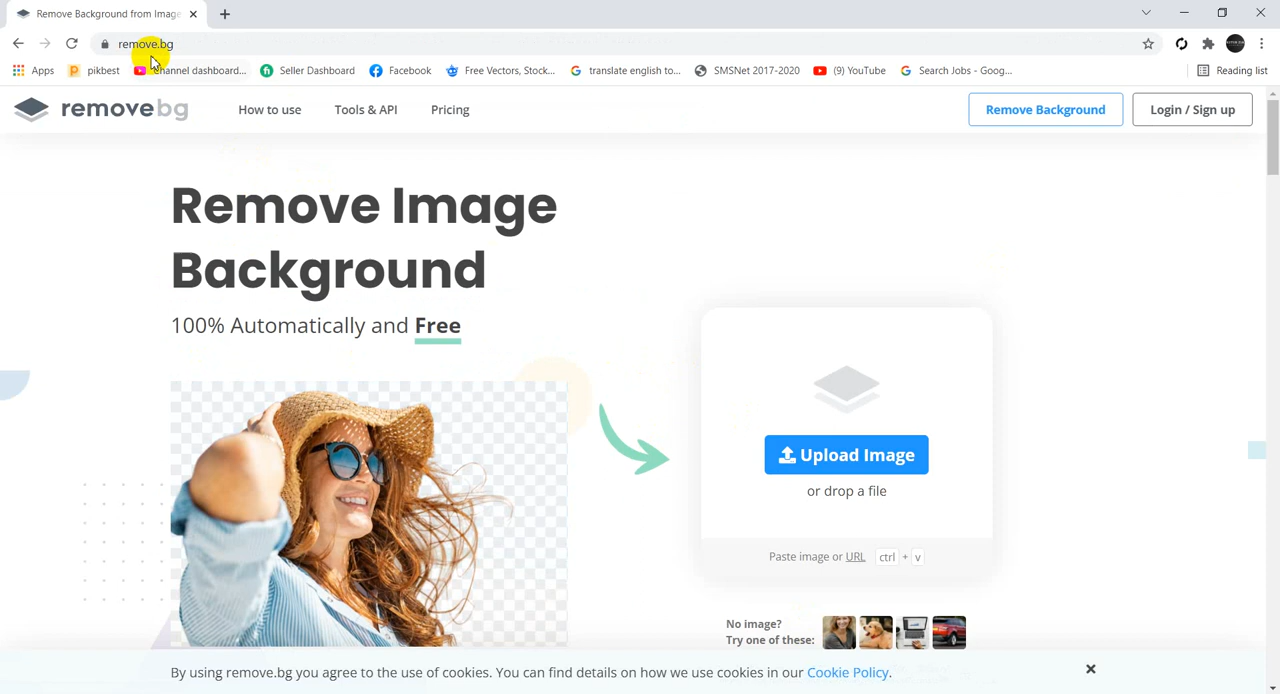 Remove Background from Image
remove.bg
Apps
pikbest
channel dashboard...
Seller Dashboard
Facebook
Free Vectors, Stock...
translate english to...
SMSNet 2017-2020
(9) YouTube
Search Jobs - Goog...
Reading list
removebg
How to use
Tools & API
Pricing
Remove Background
Login / Sign up
Remove Image
Background
100% Automatically and Free
Upload Image
or drop a file
Paste image or URL ctrl + v
No image?
Try one of these:
By using remove.bg you agree to the use of cookies. You can find details on how we use cookies in our Cookie Policy.